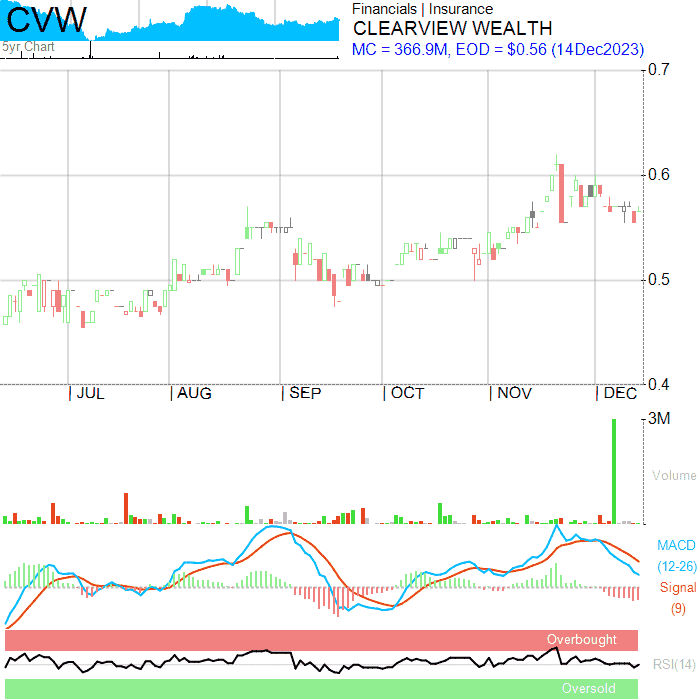 CVW
5yr Chart
Financials | Insurance
CLEARVIEW WEALTH
MC = 366.9M, EOD = $0.56 (14Dec2023)
0.7
0.6
0.5
0.4
JUL AUG SEP OCT NOV DEC
3M
Volume
MACD
(12-26)
Signal
(9)
Overbought
RSI(14)
Oversold